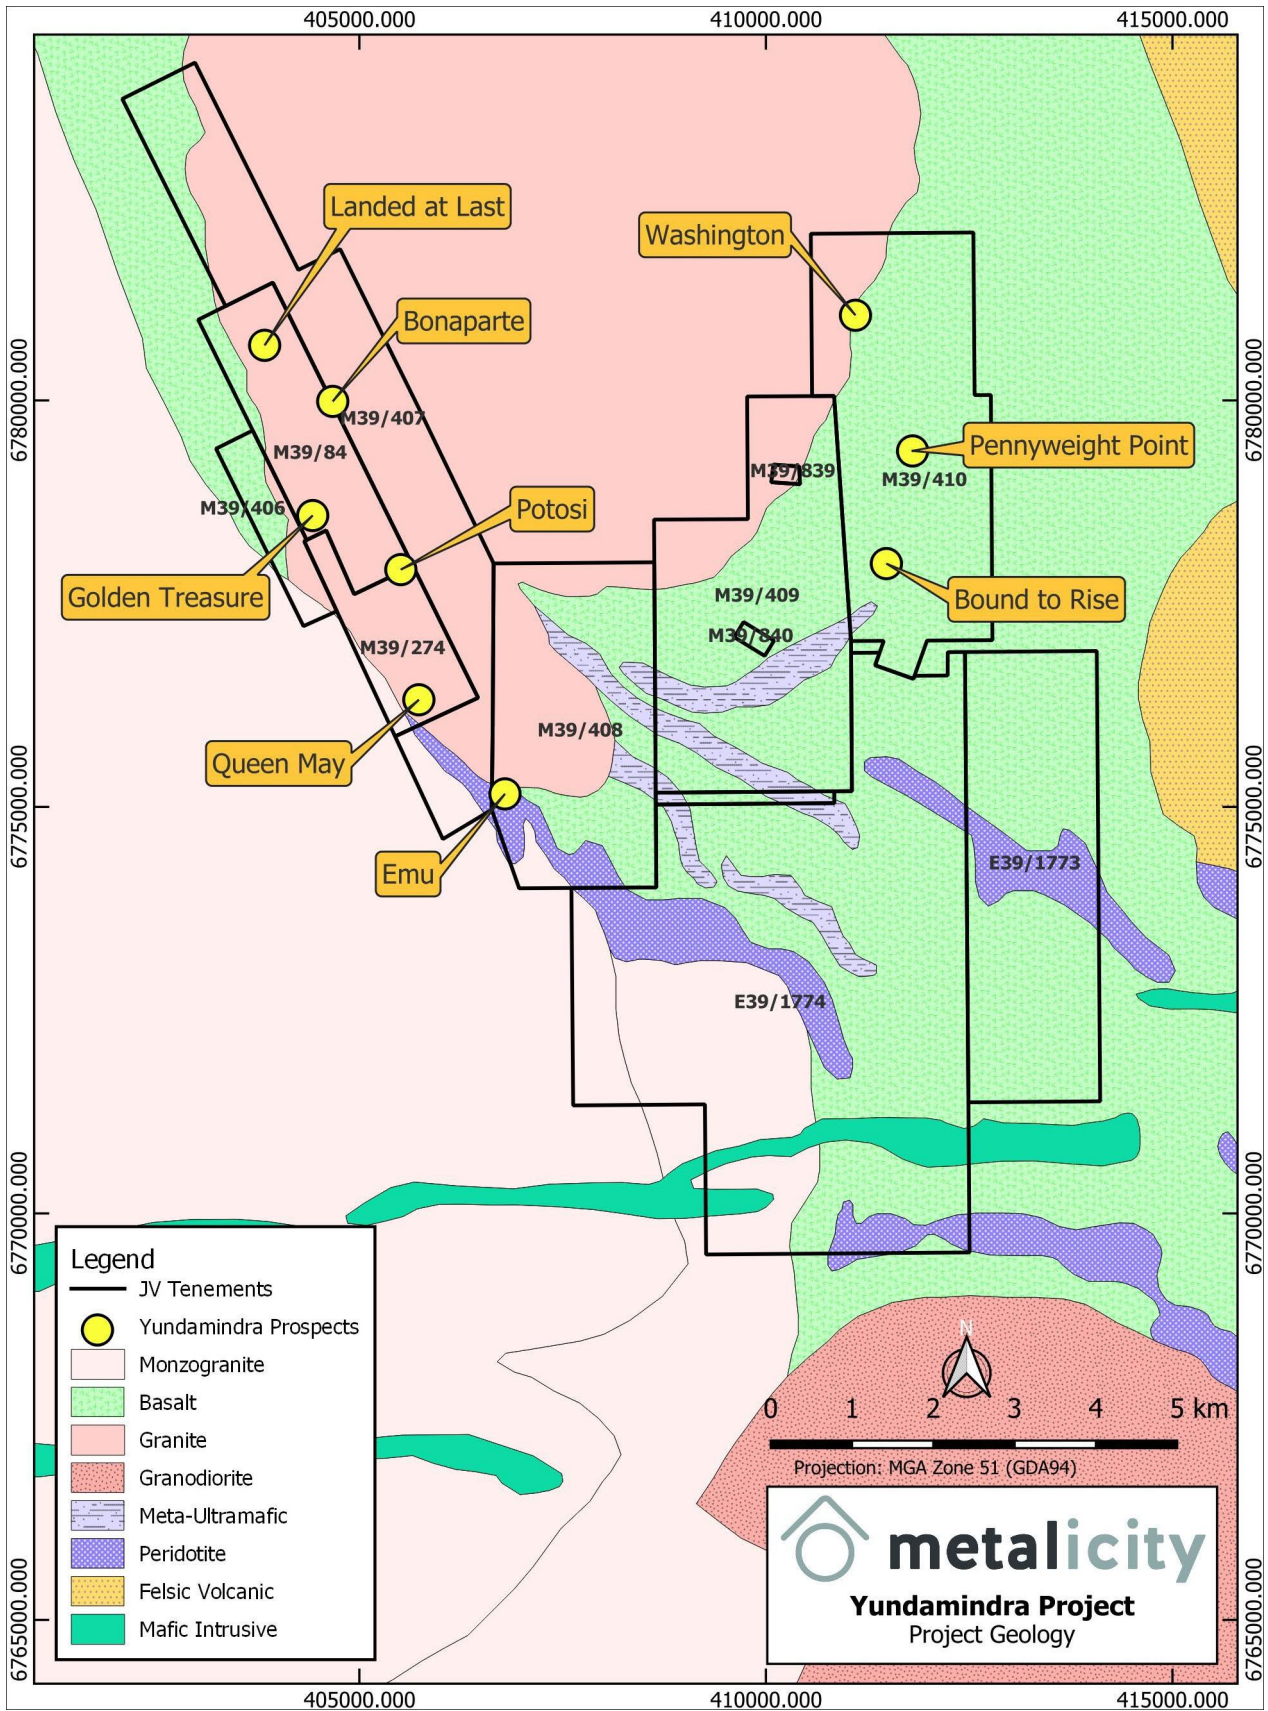 405000.000
410000.000
415000.000
Landed at Last
Washington
Bonaparte
6780000.000
6780000.000
M39/407
Pennyweight Point
M39/84
M39/839
M39/410
M39/406
Potosi
Golden Treasure
M39/409
Bound to Rise
M39/840
M39/274
M39/408
Queen May
6775000.000
6775000.000
Emu
E39/1773
E39/1774
6770000.000
6770000.000
Legend
JV Tenements
Yundamindra Prospects
Monzogranite
Basalt
Granite
Granodiorite
Meta-Ultramafic
Peridotite
Felsic Volcanic
Mafic Intrusive
N
0 1 2 3 4 5 km
Projection: MGA Zone 51 (GDA94)
metalicity
Yundamindra Project
Project Geology
6765000.000
6765000.000
405000.000
410000.000
415000.000